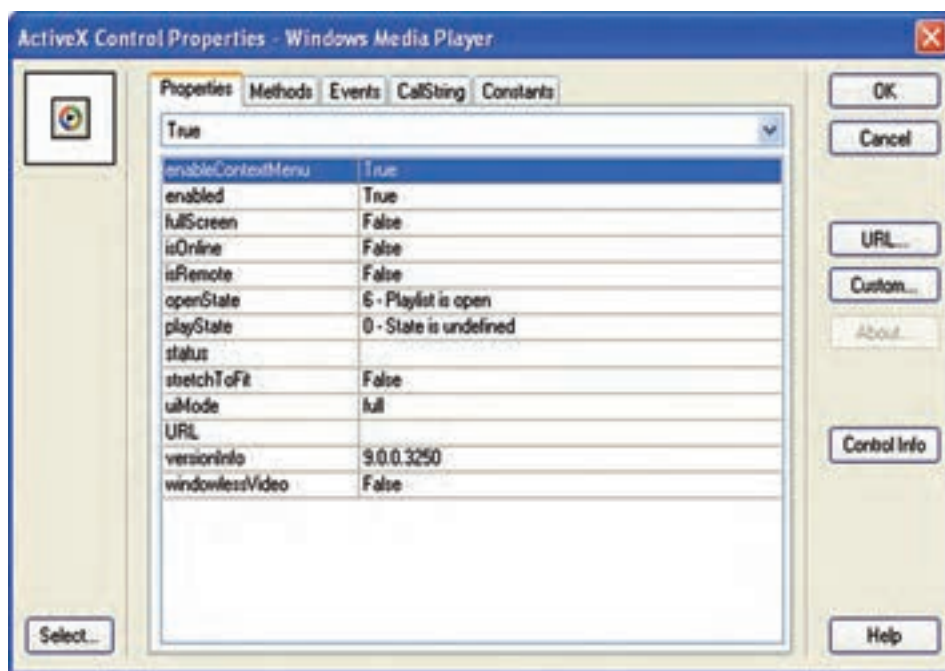 ActiveX Control Properties - Windows Media Player
Properties Methods Events CallString Constants
True
enableContextMenu True
enabled True
fullScreen False
isOnline False
isRemote False
openState 6 - Playlist is open
playState 0 - State is undefined
status
stretchToFit False
uiMode full
URL
versionInfo 9.0.0.3250
windowlessVideo False
OK
Cancel
URL...
Custom...
About...
Control Info
Select...
Help